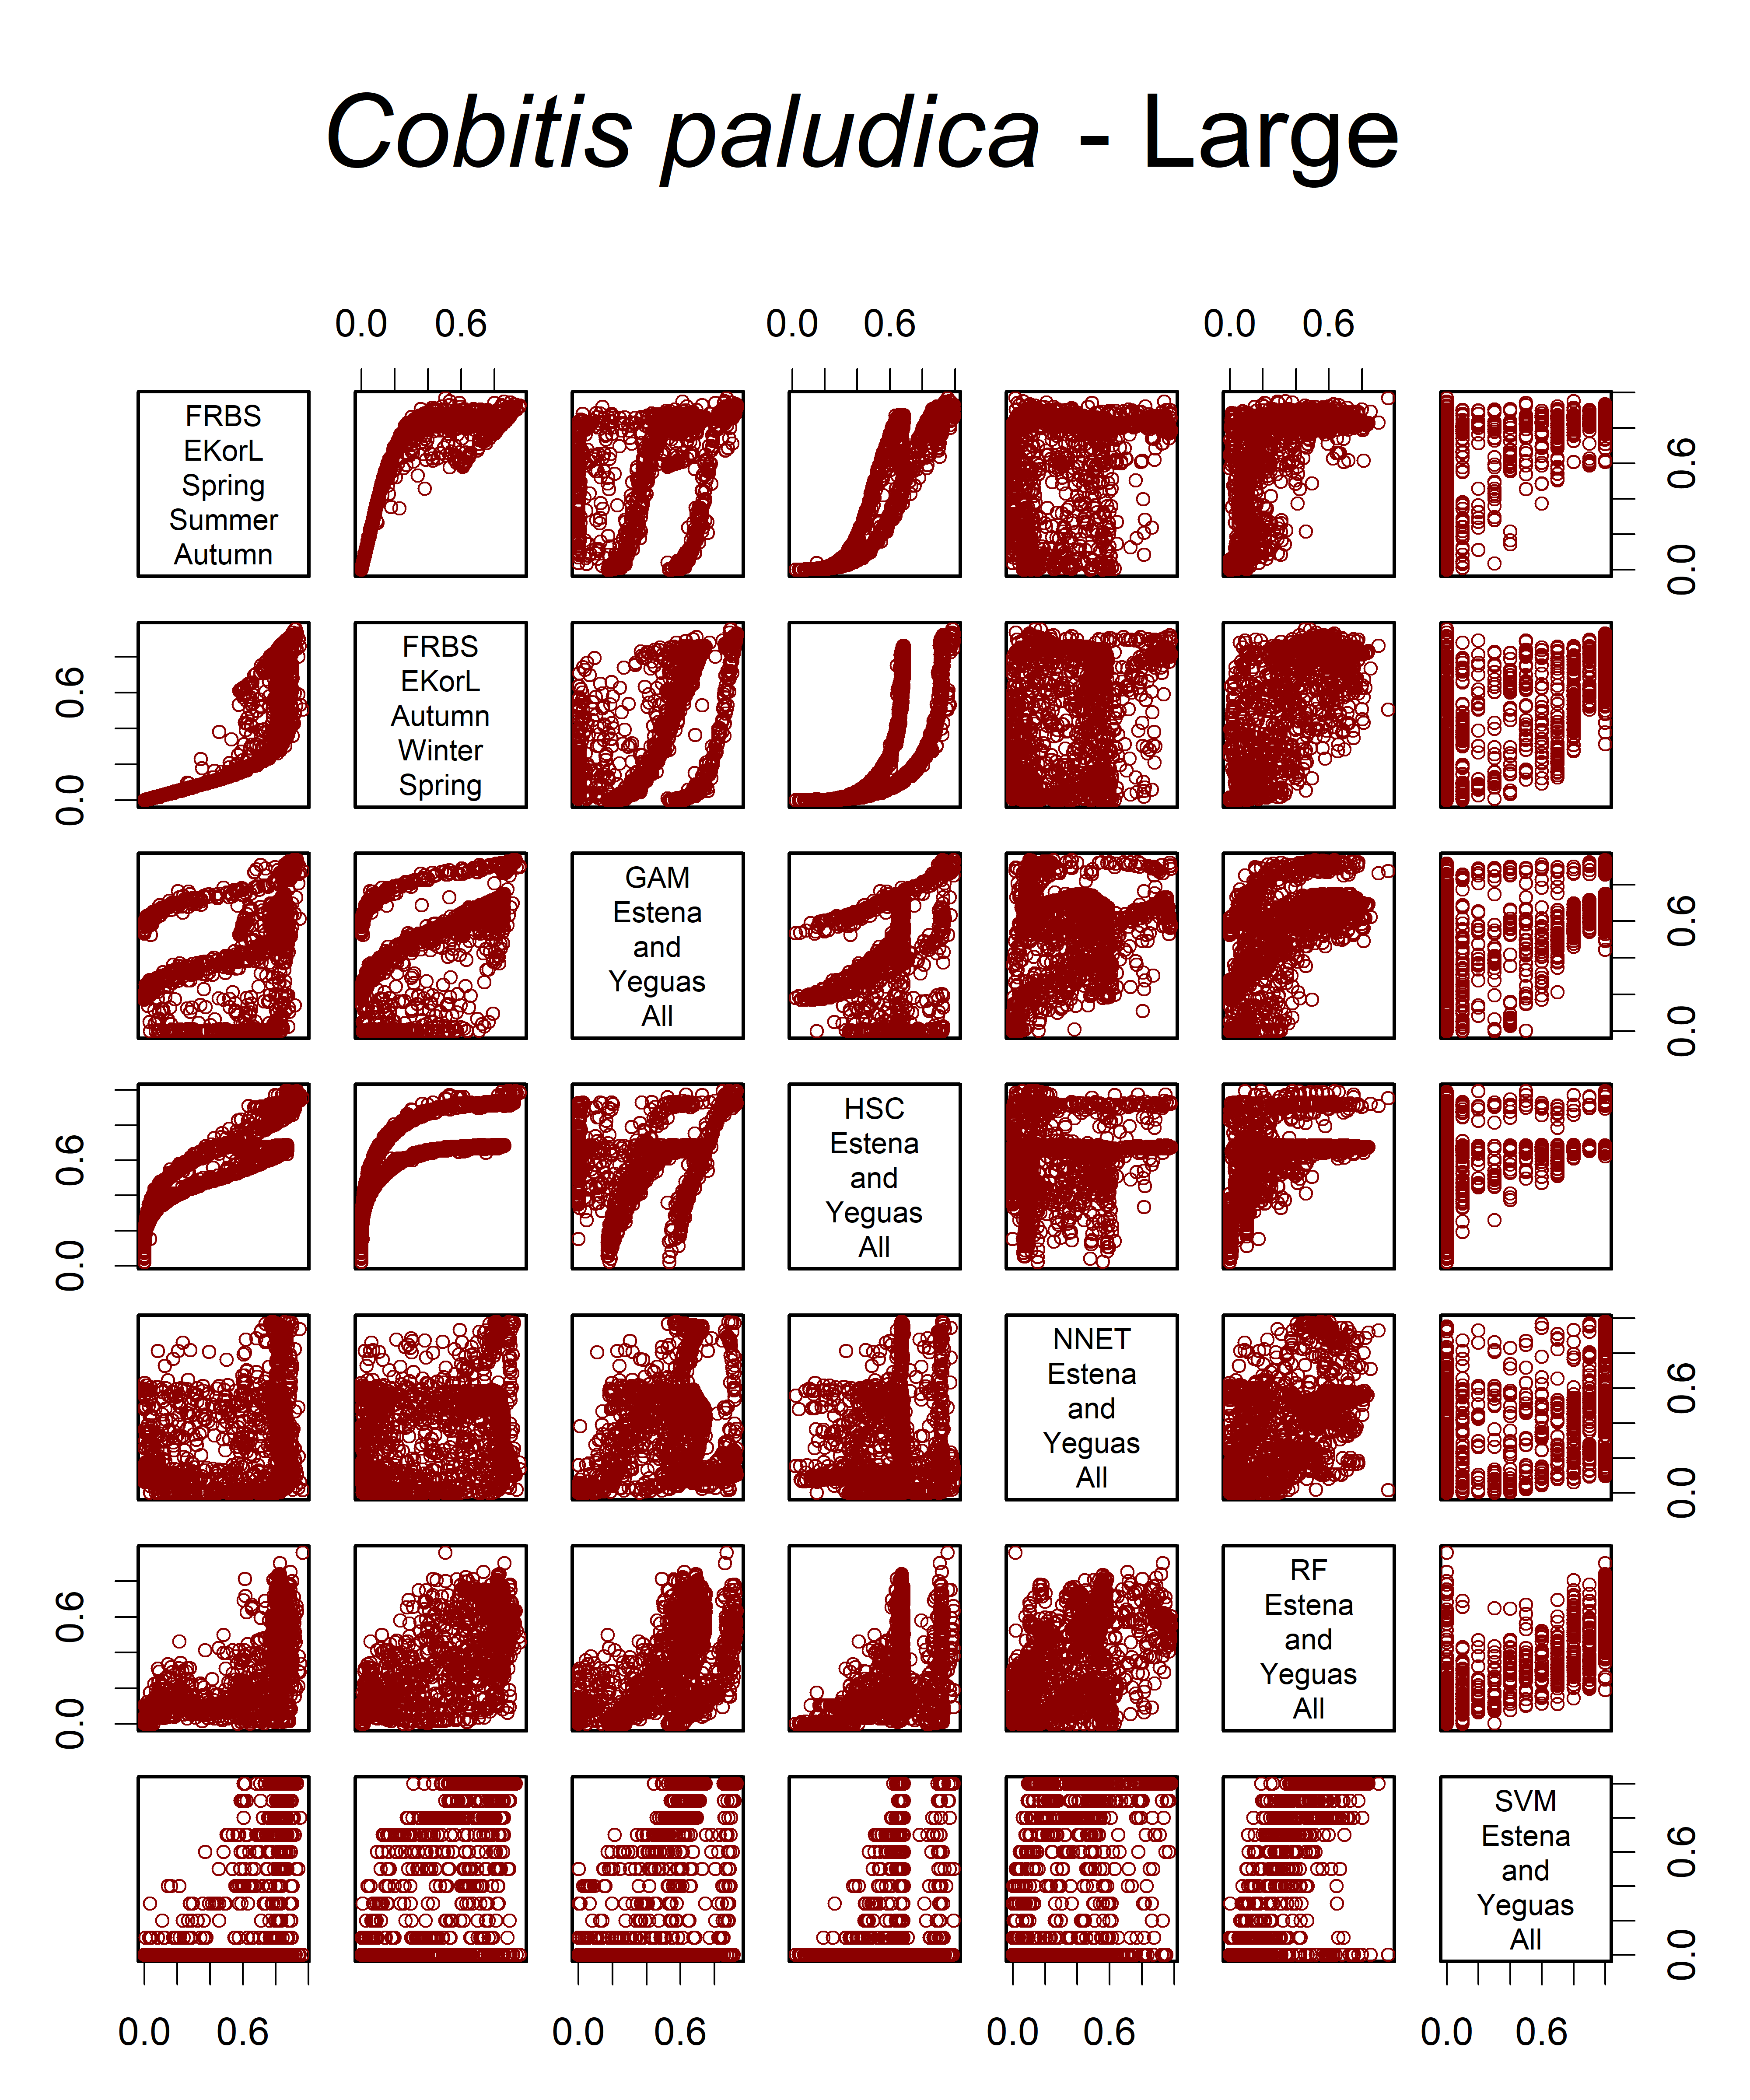 Cobitis paludica - Large
0.0 0.6 0.0 0.6 0.0 0.6
FRBS
EKorL
Spring
Summer
Autumn
0.0 0.6
FRBS
EKorL
Autumn
Winter
Spring
0.0 0.6
GAM
Estena
and
Yeguas
All
0.0 0.6
HSC
Estena
and
Yeguas
All
0.0 0.6
NNET
Estena
and
Yeguas
All
0.0 0.6
RF
Estena
and
Yeguas
All
0.0 0.6
SVM
Estena
and
Yeguas
All
0.0 0.6
0.0 0.6 0.0 0.6 0.0 0.6 0.0 0.6